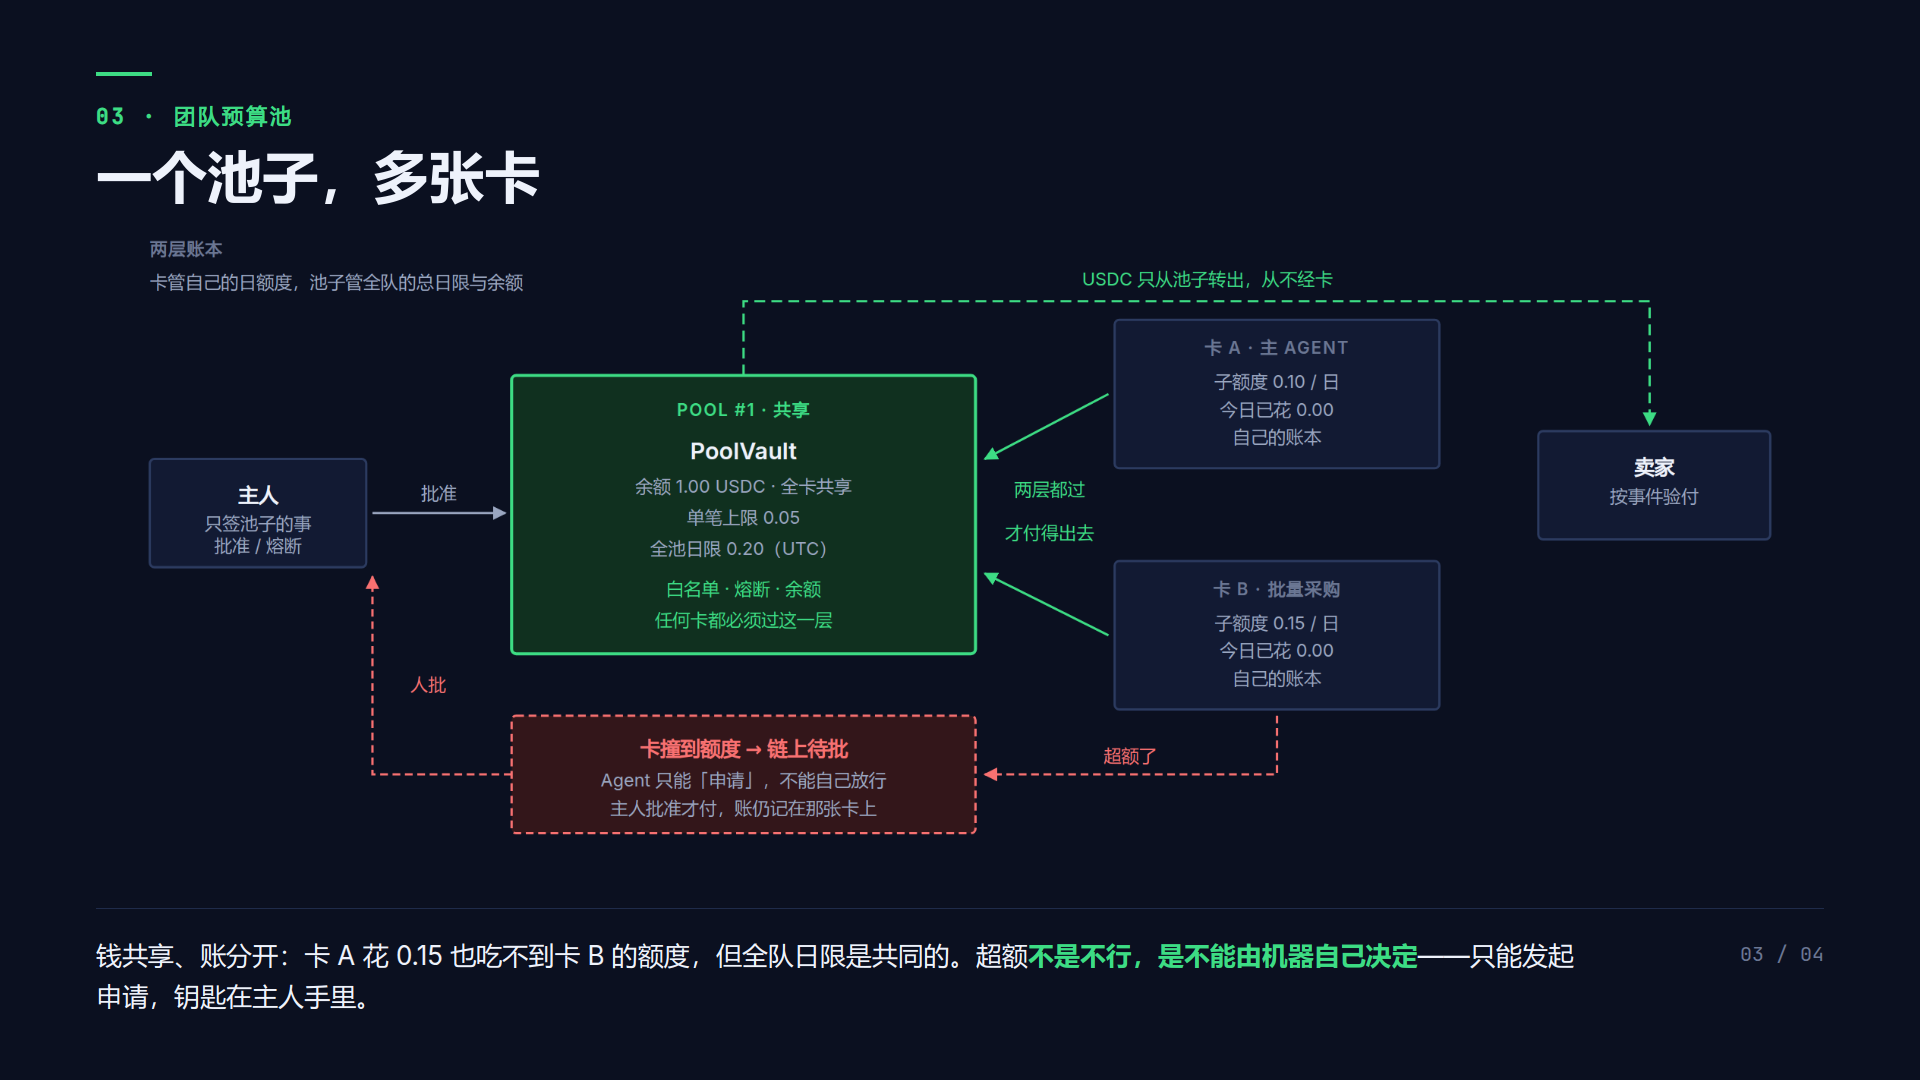 03 · 团队预算池
一个池子，多张卡
两层账本
卡管自己的日额度，池子管全队的总日限与余额
USDC 只从池子转出，从不经卡
卡 A · 主 AGENT
子额度 0.10 / 日
今日已花 0.00
自己的账本
POOL #1 · 共享
PoolVault
余额 1.00 USDC · 全卡共享
单笔上限 0.05
全池日限 0.20（UTC）
白名单 · 熔断 · 余额
任何卡都必须过这一层
主人
只签池子的事
批准 / 熔断
批准
两层都过
才付得出去
卖家
按事件验付
卡 B · 批量采购
子额度 0.15 / 日
今日已花 0.00
自己的账本
人批
卡撞到额度 → 链上待批
Agent 只能「申请」，不能自己放行
主人批准才付，账仍记在那张卡上
超额了
钱共享、账分开：卡 A 花 0.15 也吃不到卡 B 的额度，但全队日限是共同的。超额不是不行，是不能由机器自己决定——只能发起
申请，钥匙在主人手里。
03 / 04